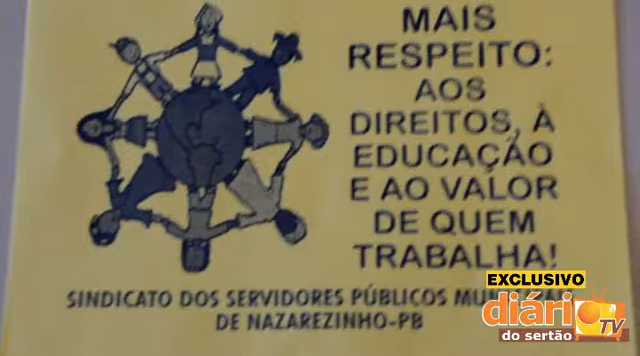 MAIS
RESPEITO:
AOS
DIREITOS, À
EDUCAÇÃO
E AO VALOR
DE QUEM
TRABALHA!
SINDICATO DOS SERVIDORES PÚBLICOS
DE NAZAREZINHO-PB
EXCLUSIVO
diário
TV
do sertão